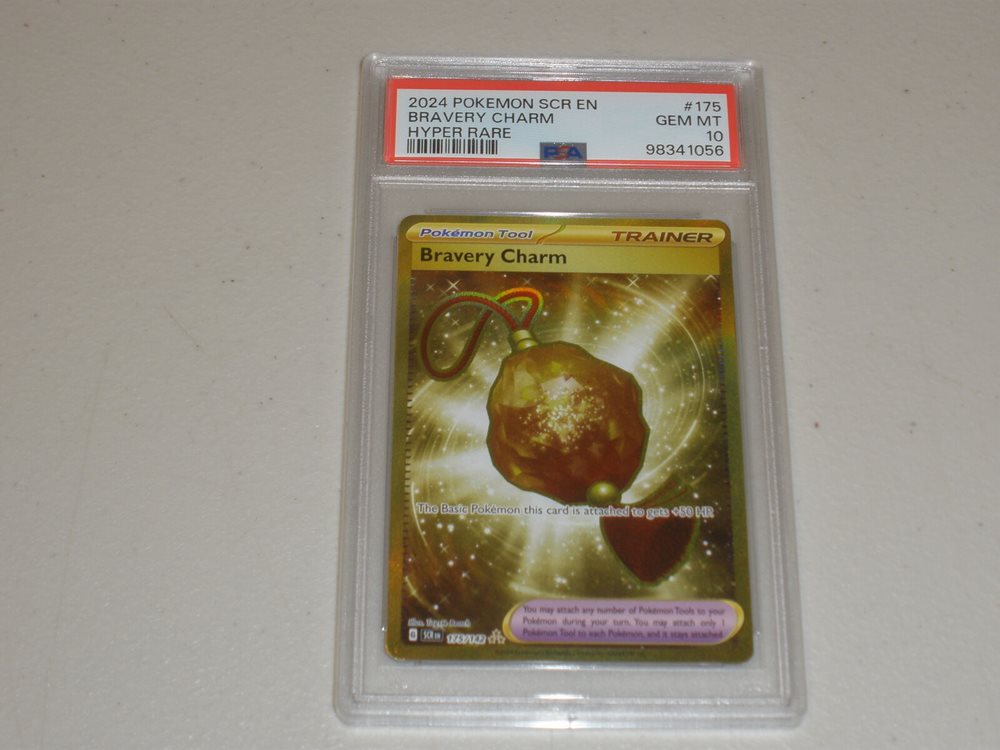 2024 POKEMON SCR EN #175
BRAVERY CHARM GEM MT
HYPER RARE 10
98341056
PSA
Pokémon Tool TRAINER
Bravery Charm
The Basic Pokémon this card is attached to gets +50 HP.
You may attach any number of Pokémon Tools to your
Pokémon during your turn. You may attach only 1
Pokémon Tool to each Pokémon, and it stays attached.
Illus.
G SCR EN 175/142